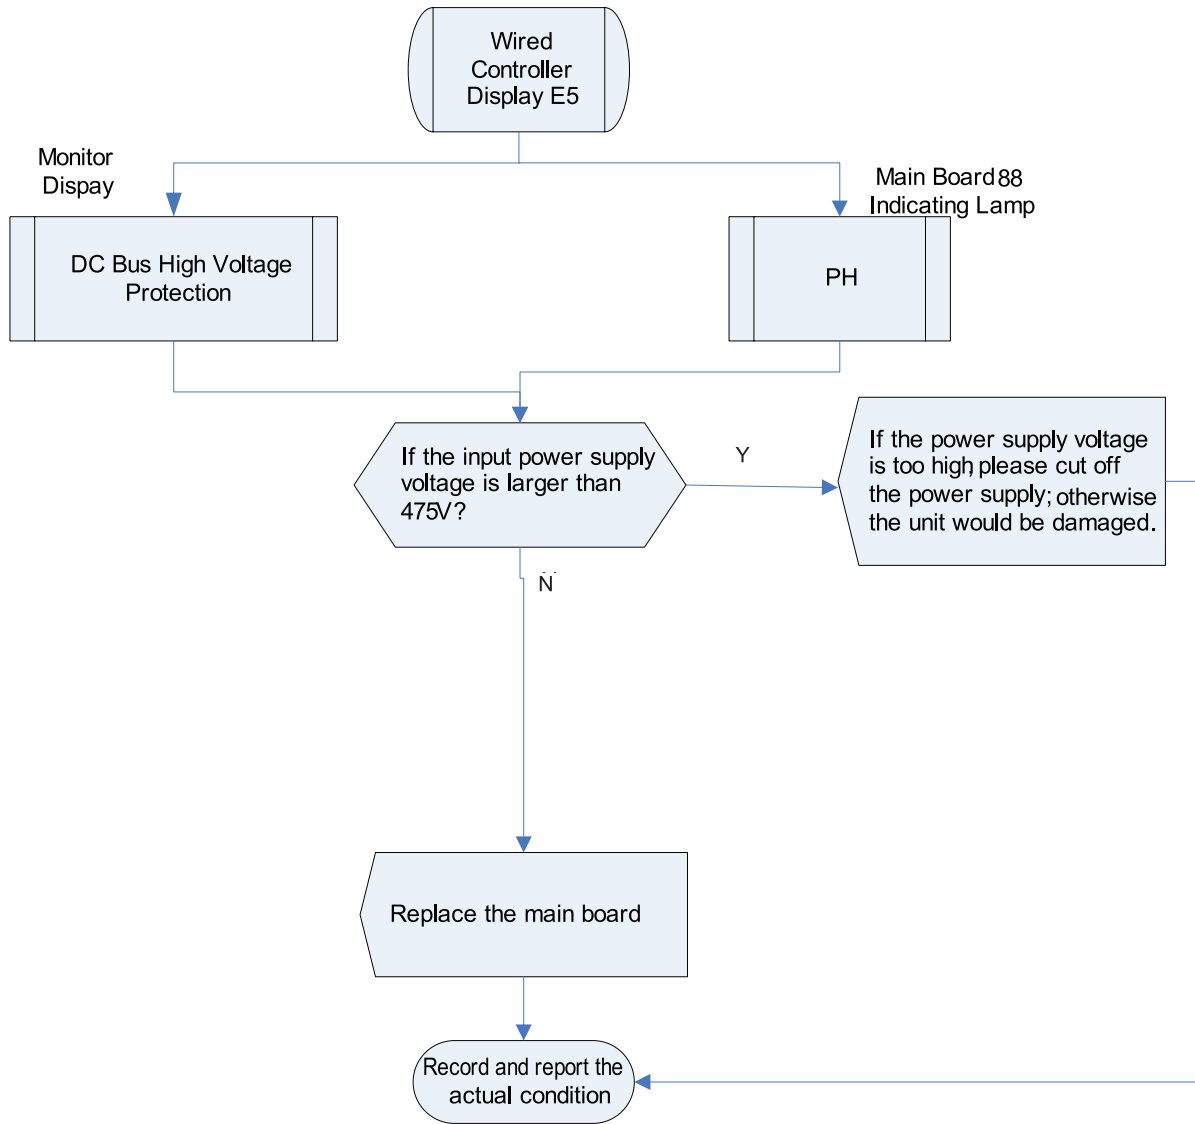 Wired
Controller
Display E5
Monitor
Dispay
Main Board 88
Indicating Lamp
DC Bus High Voltage
Protection
PH
If the input power supply
voltage is larger than
475V?
Y
If the power supply voltage
is too high, please cut off
the power supply; otherwise
the unit would be damaged.
N
Replace the main board
Record and report the
actual condition